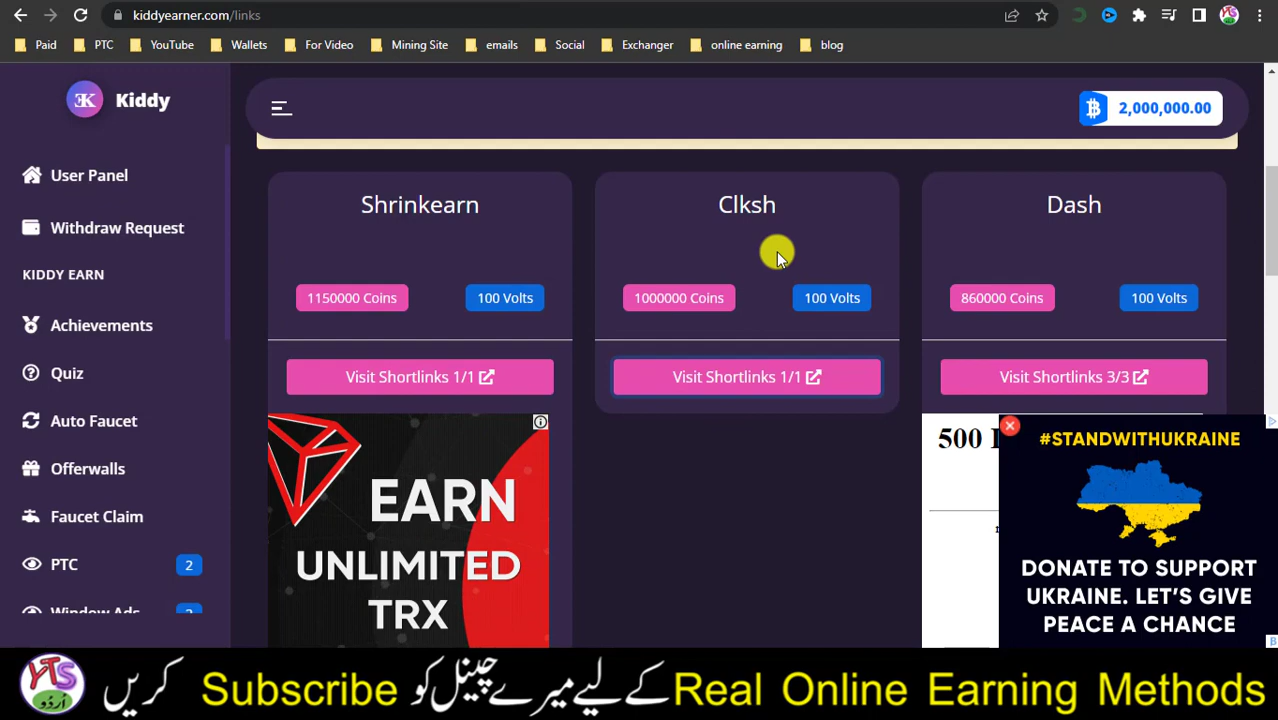 kiddyearner.com/links
Paid PTC YouTube Wallets For Video Mining Site emails Social Exchanger online earning blog
Kiddy
2,000,000.00
User Panel
Withdraw Request
KIDDY EARN
Achievements
Quiz
Auto Faucet
Offerwalls
Faucet Claim
PTC 2
Window Ads
Shrinkearn
1150000 Coins 100 Volts
Visit Shortlinks 1/1
Clksh
1000000 Coins 100 Volts
Visit Shortlinks 1/1
Dash
860000 Coins 100 Volts
Visit Shortlinks 3/3
EARN
UNLIMITED
TRX
500
#STANDWITHUKRAINE
DONATE TO SUPPORT
UKRAINE. LET'S GIVE
PEACE A CHANCE
YTS
اُردُو
Real Online Earning Methods کے لیے میرے چینل کو Subscribe کریں